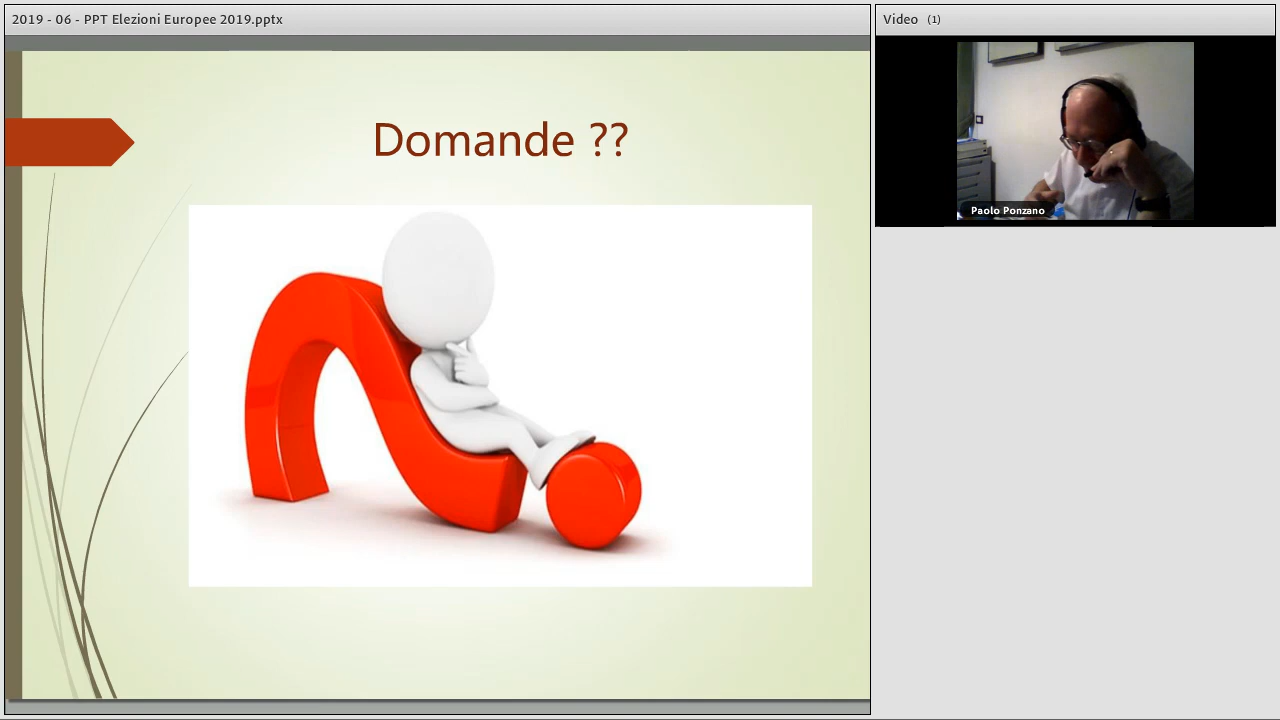 2019 - 06 - PPT Elezioni Europee 2019.pptx
Video (1)
Domande ??
Paolo Ponzano